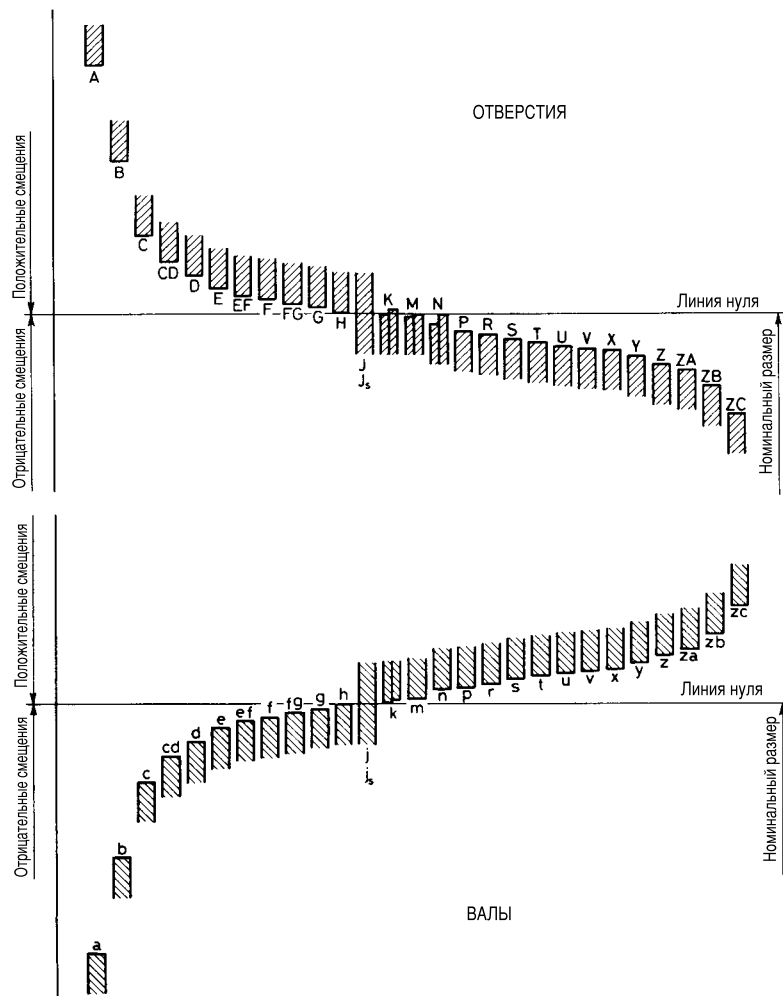 A
ОТВЕРСТИЯ
B
Положительные смещения
C
CD
D
E
EF
F
FG
G
H
K
M
N
Линия нуля
P
R
S
T
U
V
X
Y
Z
ZA
ZB
ZC
j
js
Отрицательные смещения
Номинальный размер
Положительные смещения
zc
zb
za
z
y
x
v
u
t
s
r
p
n
m
k
Линия нуля
h
g
fg
f
ef
e
d
cd
c
j
js
b
a
Отрицательные смещения
Номинальный размер
ВАЛЫ